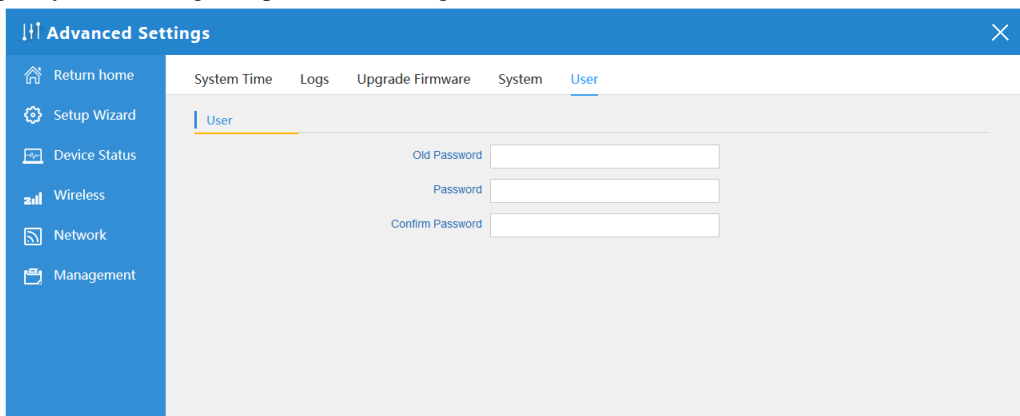 Advanced Settings
Return home
Setup Wizard
Device Status
Wireless
Network
Management
System Time Logs Upgrade Firmware System User
User
Old Password
Password
Confirm Password